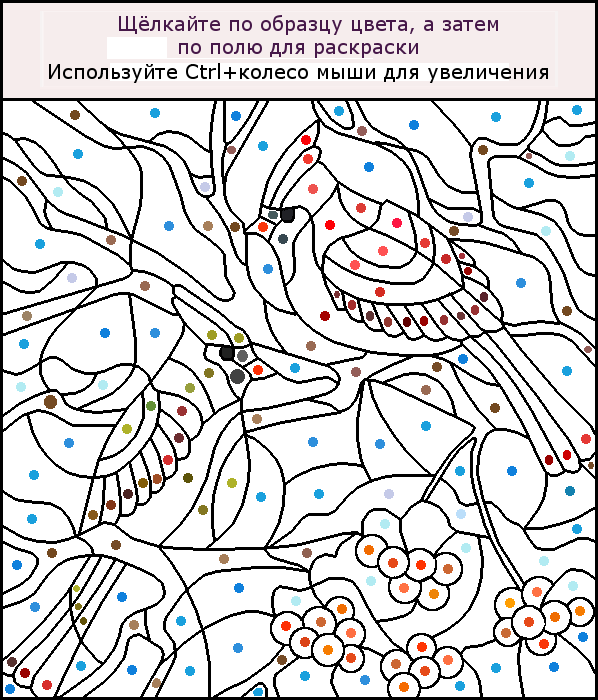 Щёлкайте по образцу цвета, а затем
по полю для раскраски
Используйте Ctrl+колесо мыши для увеличения